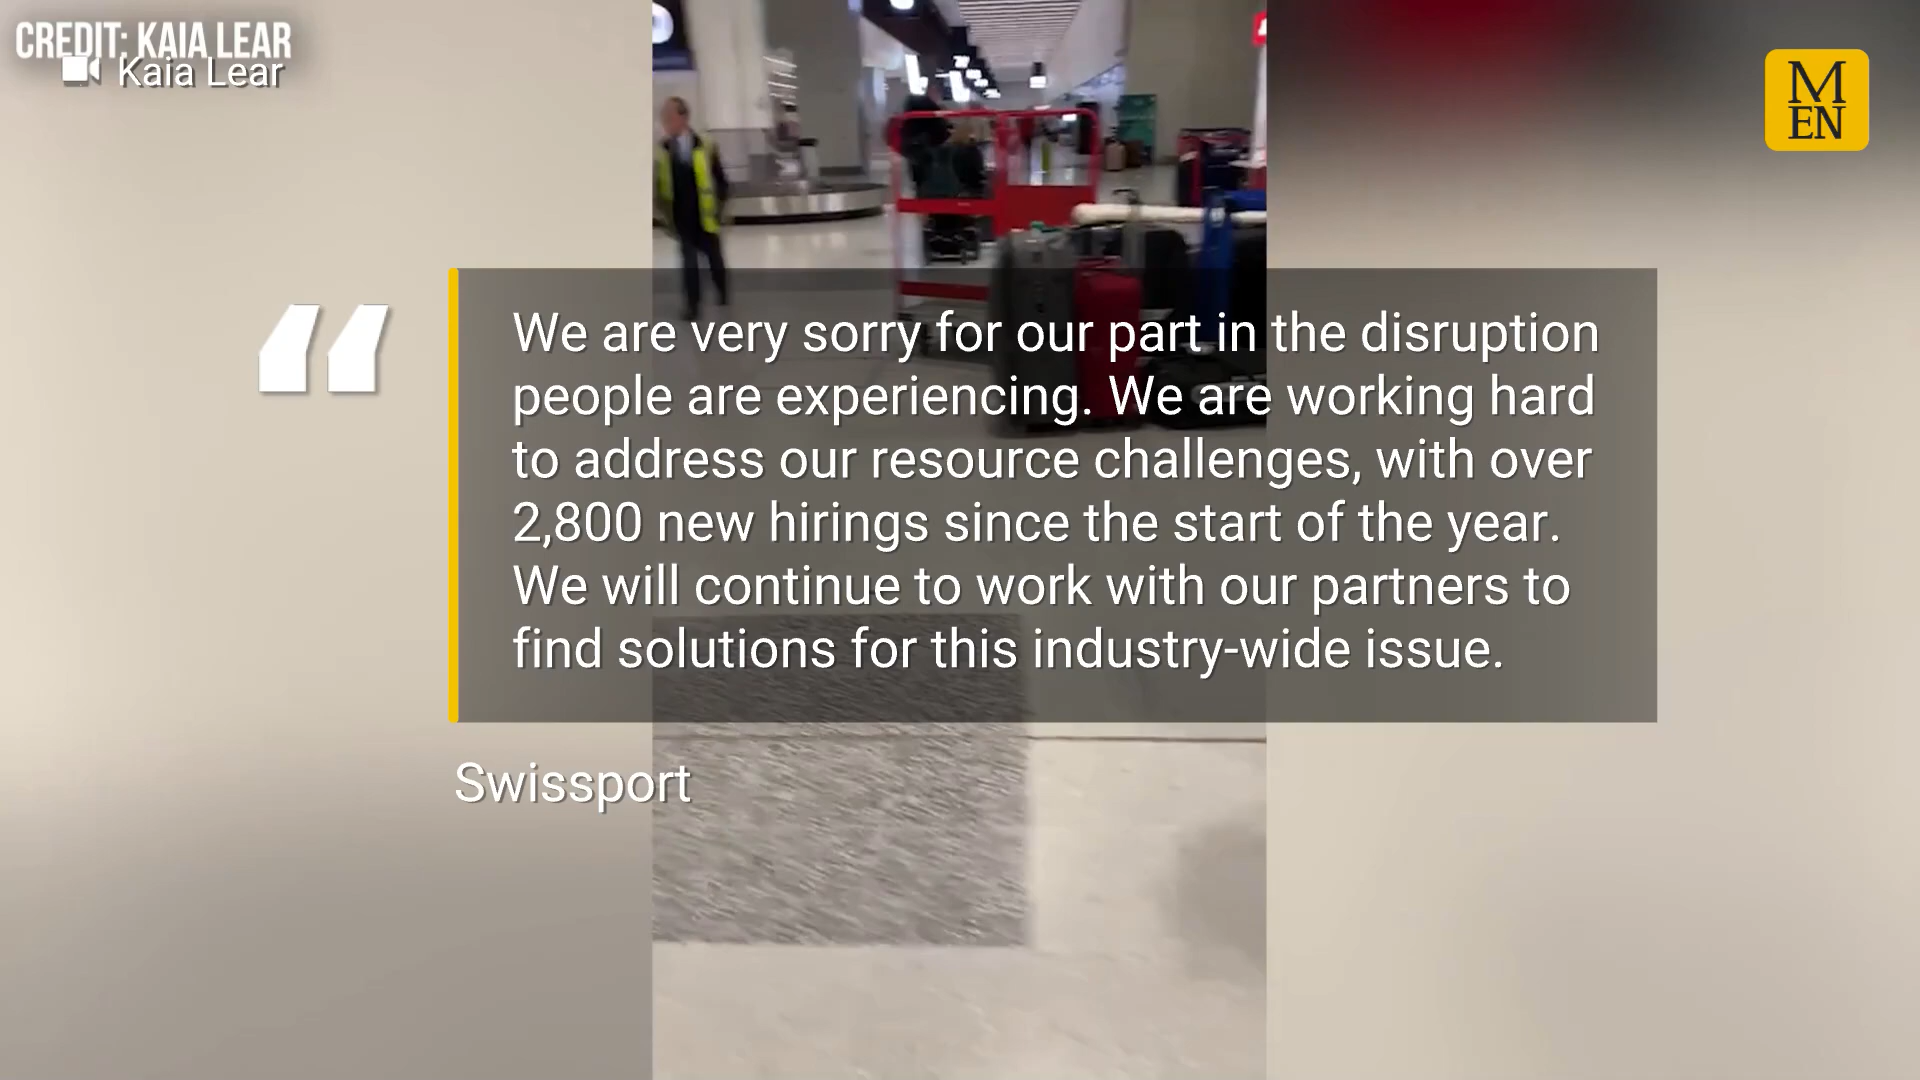 CREDIT: KAIA LEAR
Kaia Lear
M
EN
“
We are very sorry for our part in the disruption
people are experiencing. We are working hard
to address our resource challenges, with over
2,800 new hirings since the start of the year.
We will continue to work with our partners to
find solutions for this industry-wide issue.
Swissport